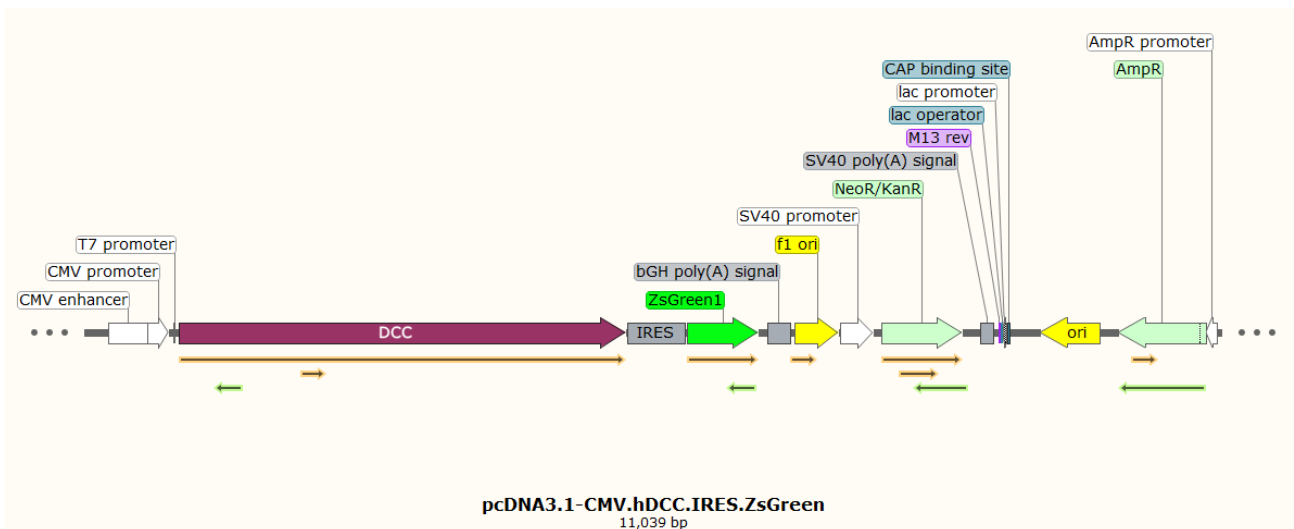 AmpR promoter
CAP binding site
AmpR
lac promoter
lac operator
M13 rev
SV40 poly(A) signal
NeoR/KanR
SV40 promoter
T7 promoter
f1 ori
CMV promoter
bGH poly(A) signal
CMV enhancer
ZsGreen1
DCC
IRES
ori
pcDNA3.1-CMV.hDCC.IRES.ZsGreen
11,039 bp